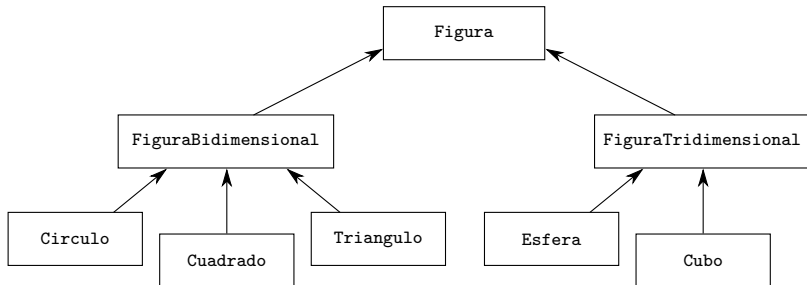 Figura
FiguraBidimensional
FiguraTridimensional
Circulo
Cuadrado
Triangulo
Esfera
Cubo